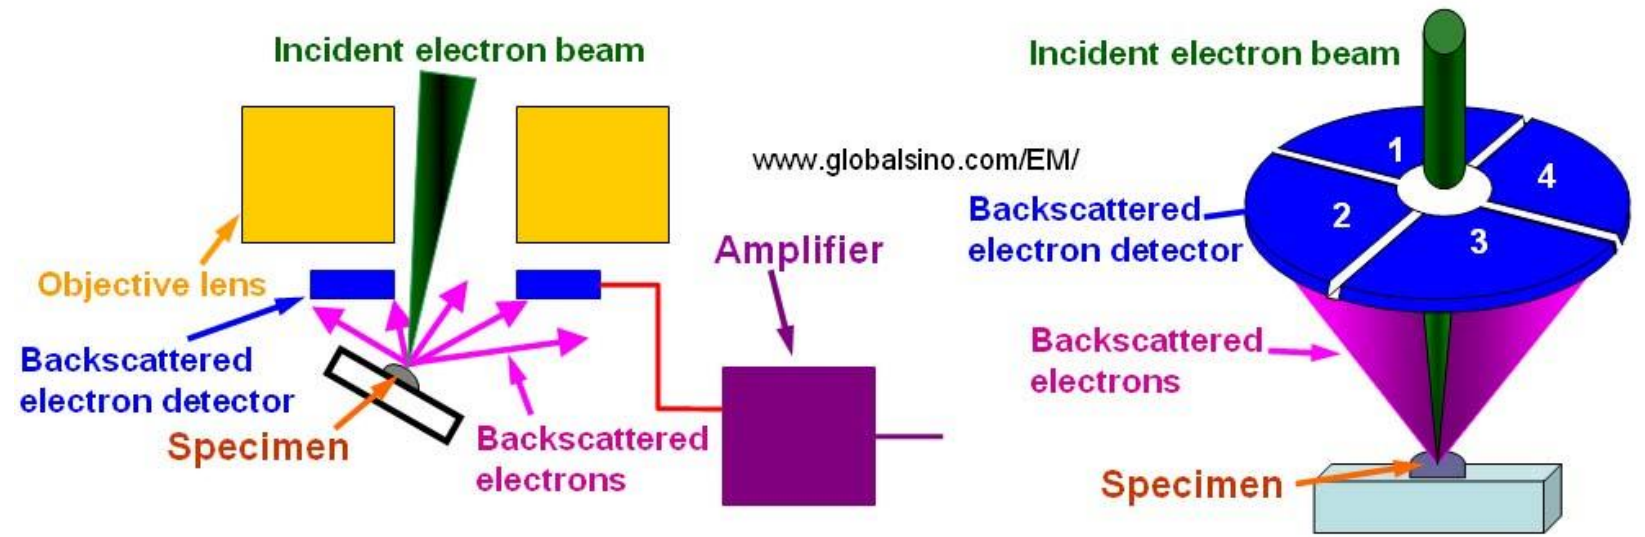 Incident electron beam
www.globalsino.com/EM/
Objective lens
Backscattered
electron detector
Specimen
Backscattered
electrons
Amplifier
Incident electron beam
1
4
2
3
Backscattered
electron detector
Backscattered
electrons
Specimen